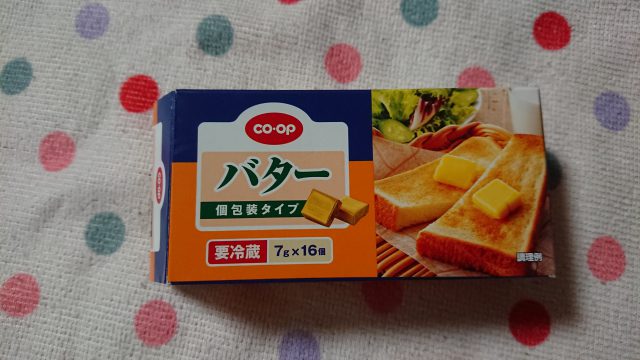 CO·OP
バター
個包装タイプ
要冷蔵 7g×16個
調理例